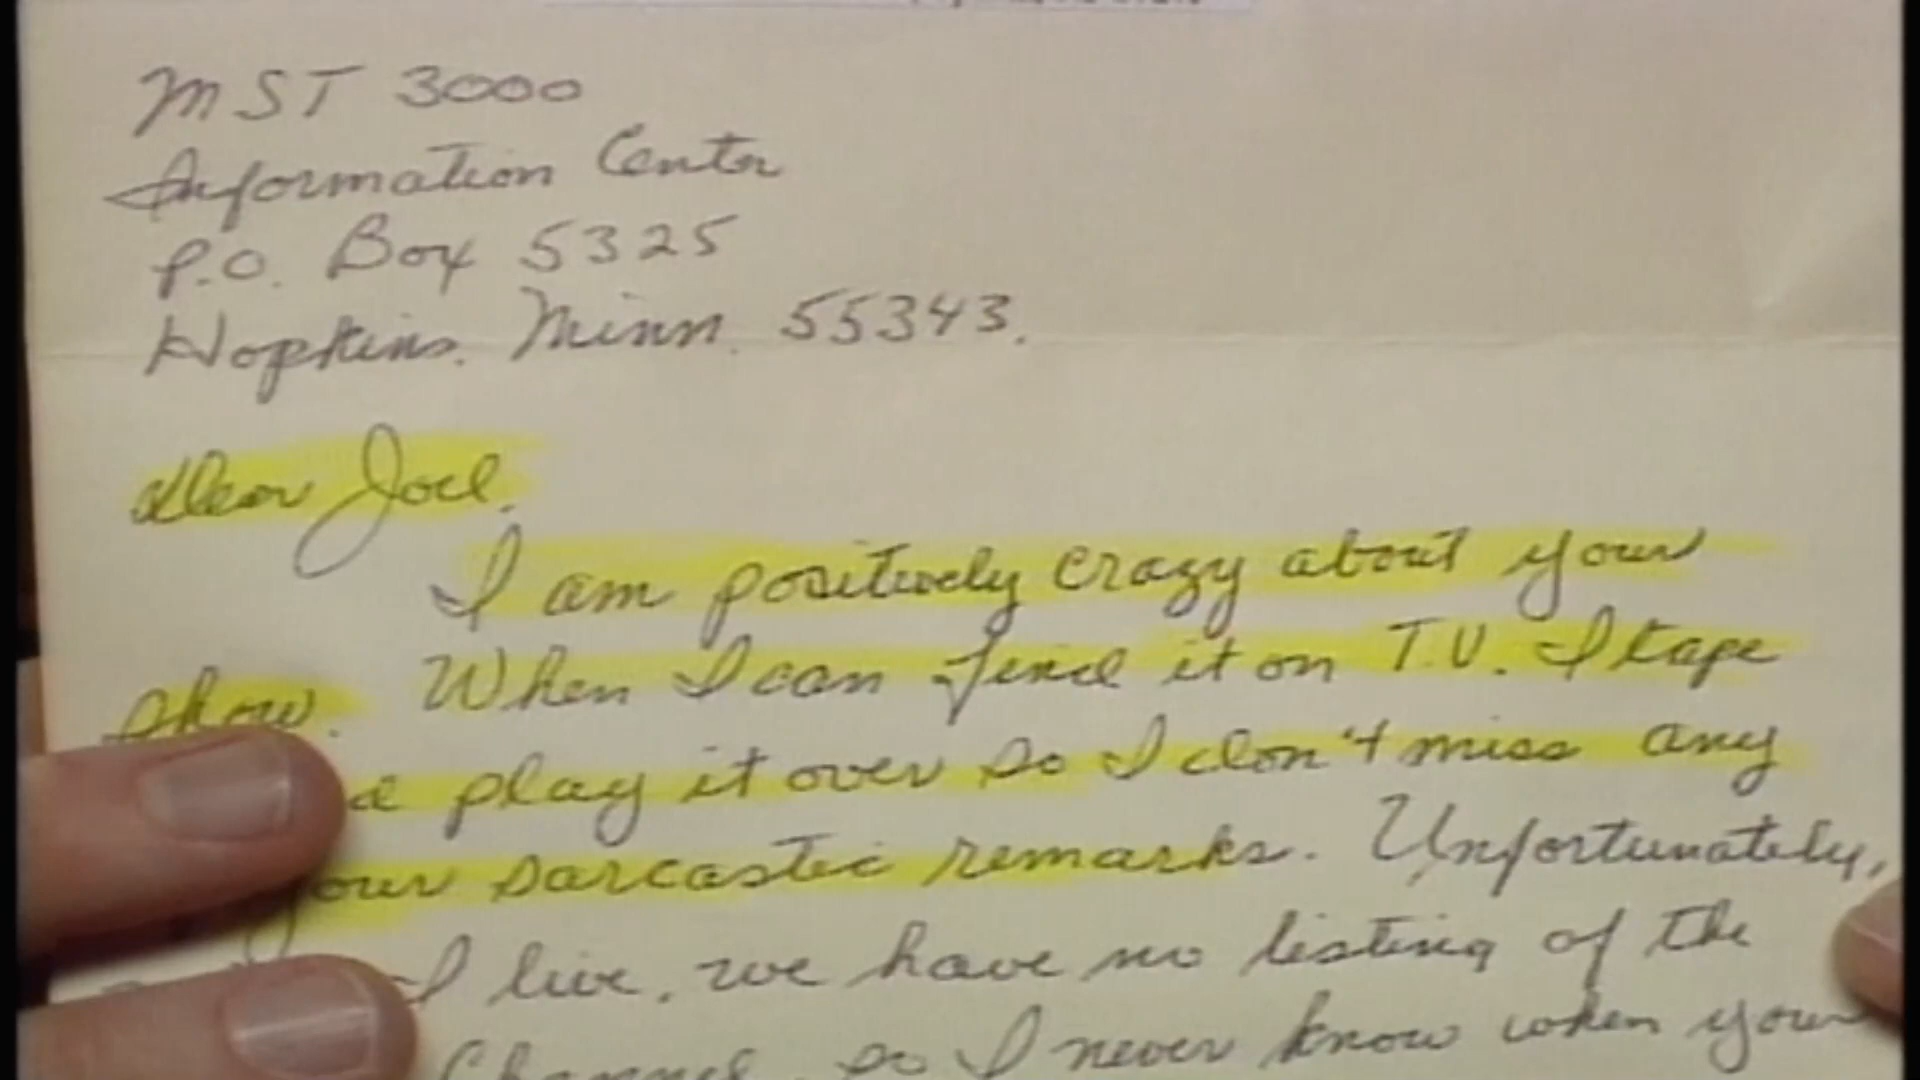 MST 3000
Information Center
P.O. Box 5325
Hopkins. Minn. 55343.
Dear Joel.
I am positively crazy about your
show. When I can find it on T.V. I tape
play it over so I don't miss any
your sarcastic remarks. Unfortunately,
I live, we have no listing of the
Channel, so I never know when your